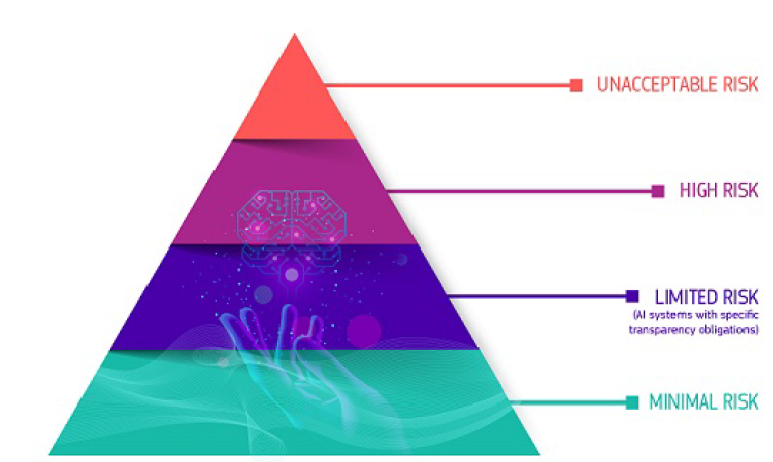 UNACCEPTABLE RISK
HIGH RISK
LIMITED RISK
(AI systems with specific
transparency obligations)
MINIMAL RISK